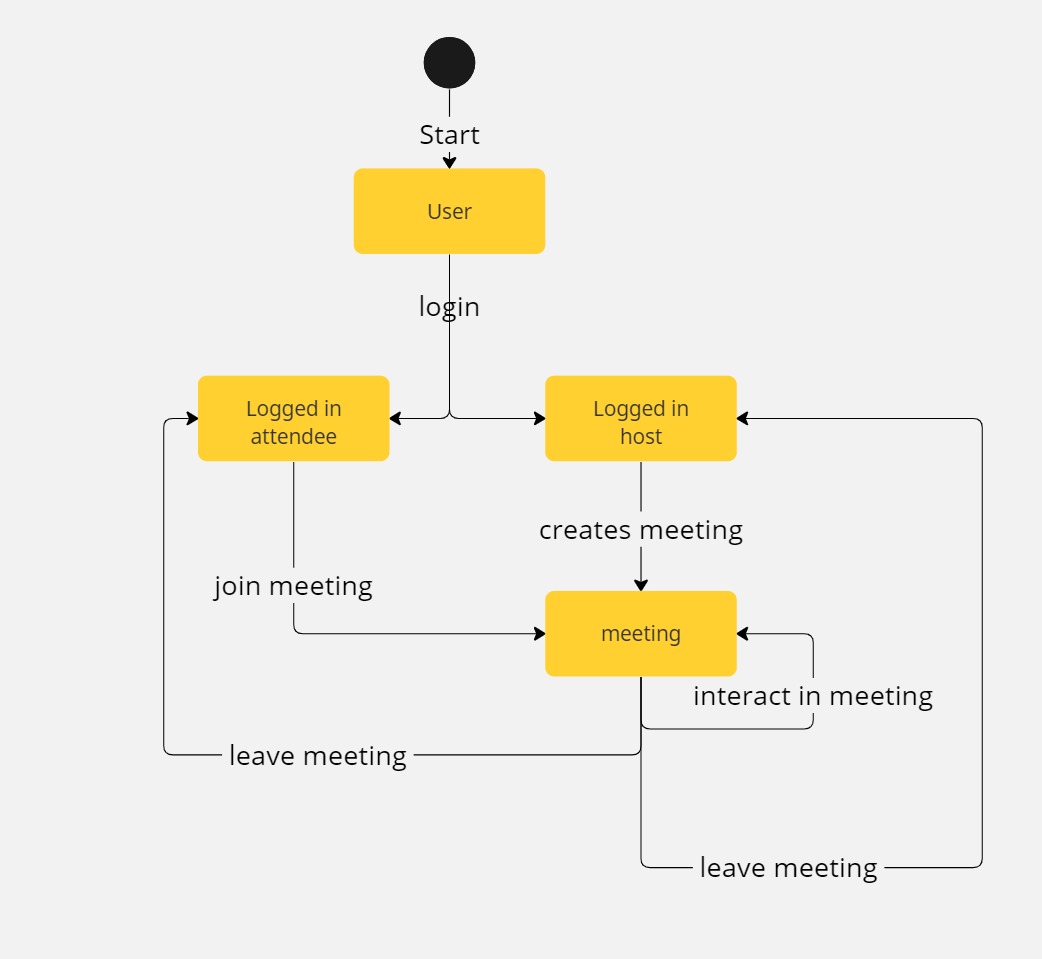 Start
User
login
Logged in
attendee
Logged in
host
creates meeting
join meeting
meeting
interact in meeting
leave meeting
leave meeting